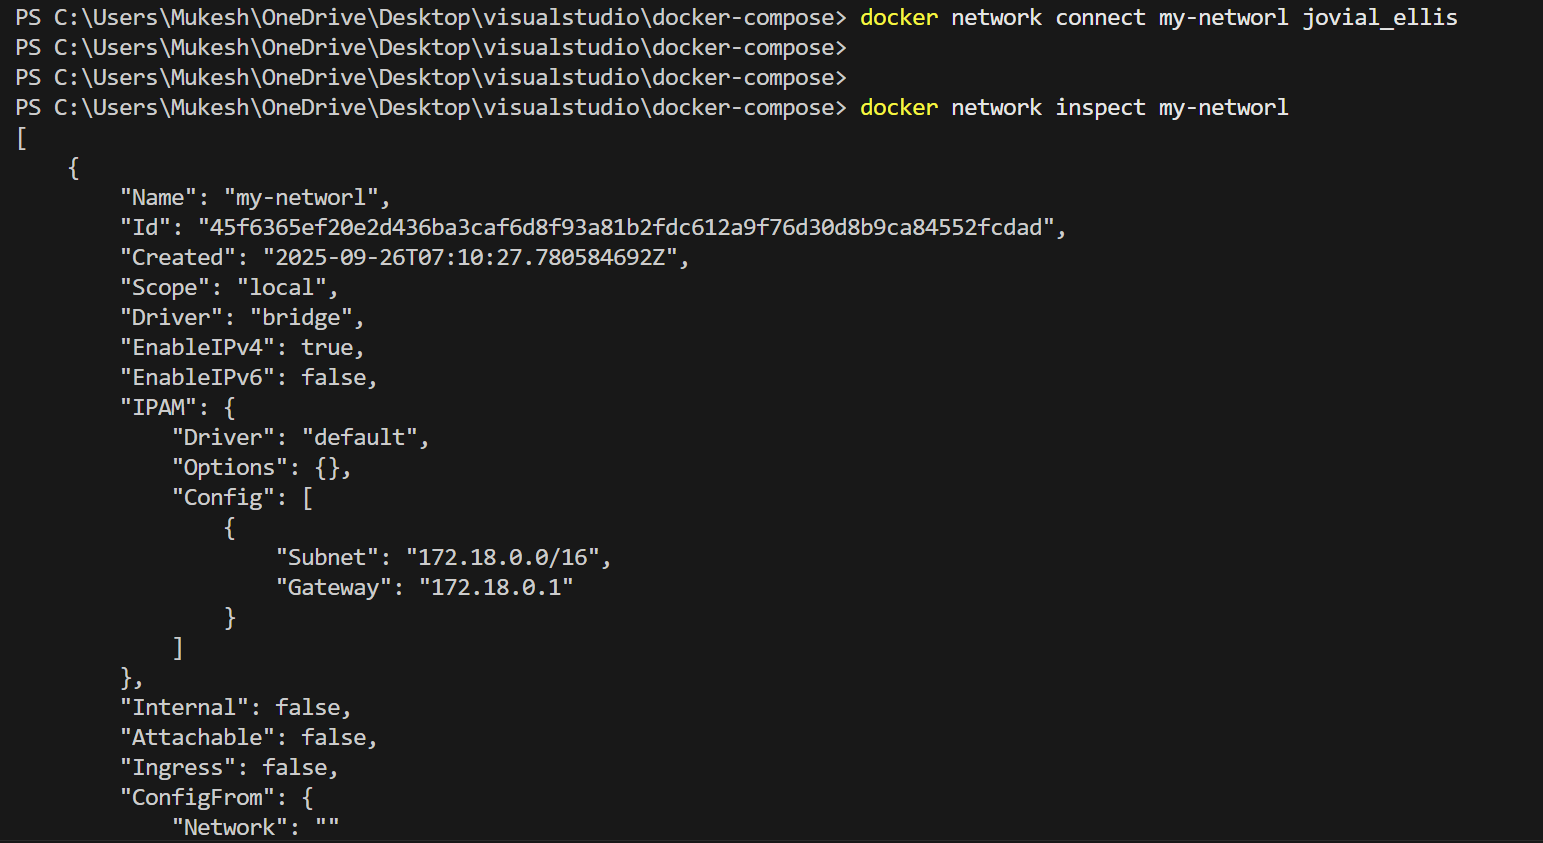 PS C:\Users\Mukesh\OneDrive\Desktop\visualstudio\docker-compose> docker network connect my-networl jovial_ellis
PS C:\Users\Mukesh\OneDrive\Desktop\visualstudio\docker-compose>
PS C:\Users\Mukesh\OneDrive\Desktop\visualstudio\docker-compose>
PS C:\Users\Mukesh\OneDrive\Desktop\visualstudio\docker-compose> docker network inspect my-networl
[
    {
        "Name": "my-networl",
        "Id": "45f6365ef20e2d436ba3caf6d8f93a81b2fdc612a9f76d30d8b9ca84552fcdad",
        "Created": "2025-09-26T07:10:27.780584692Z",
        "Scope": "local",
        "Driver": "bridge",
        "EnableIPv4": true,
        "EnableIPv6": false,
        "IPAM": {
            "Driver": "default",
            "Options": {},
            "Config": [
                {
                    "Subnet": "172.18.0.0/16",
                    "Gateway": "172.18.0.1"
                }
            ]
        },
        "Internal": false,
        "Attachable": false,
        "Ingress": false,
        "ConfigFrom": {
            "Network": ""